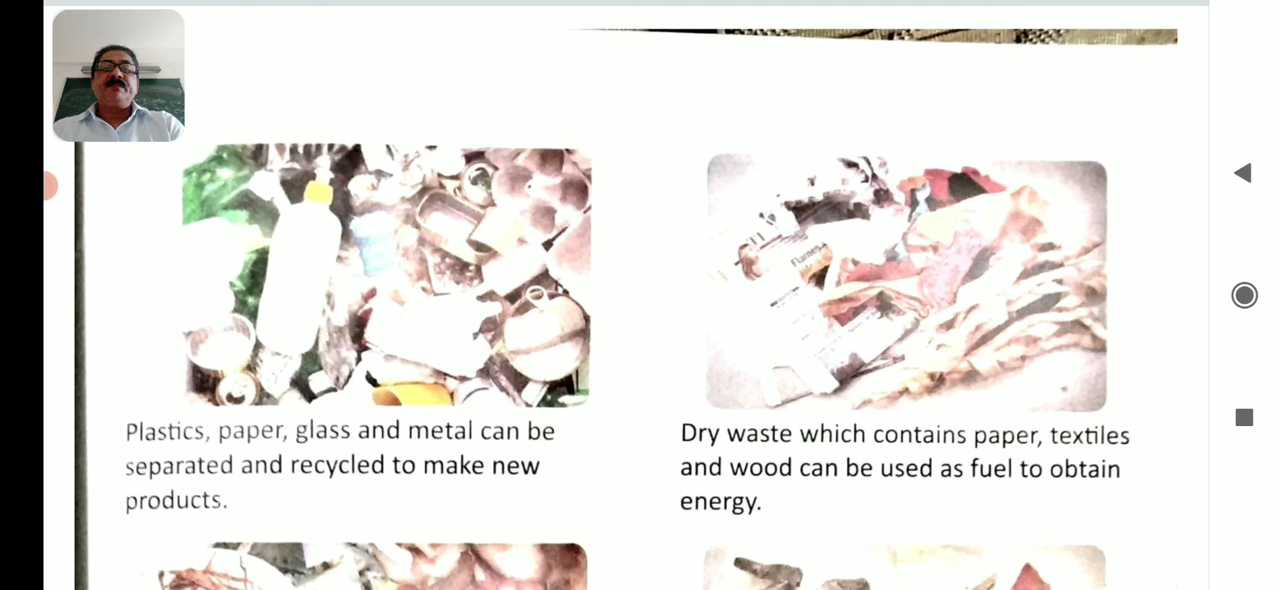 Plastics, paper, glass and metal can be
separated and recycled to make new
products.
Flames
Dry waste which contains paper, textiles
and wood can be used as fuel to obtain
energy.